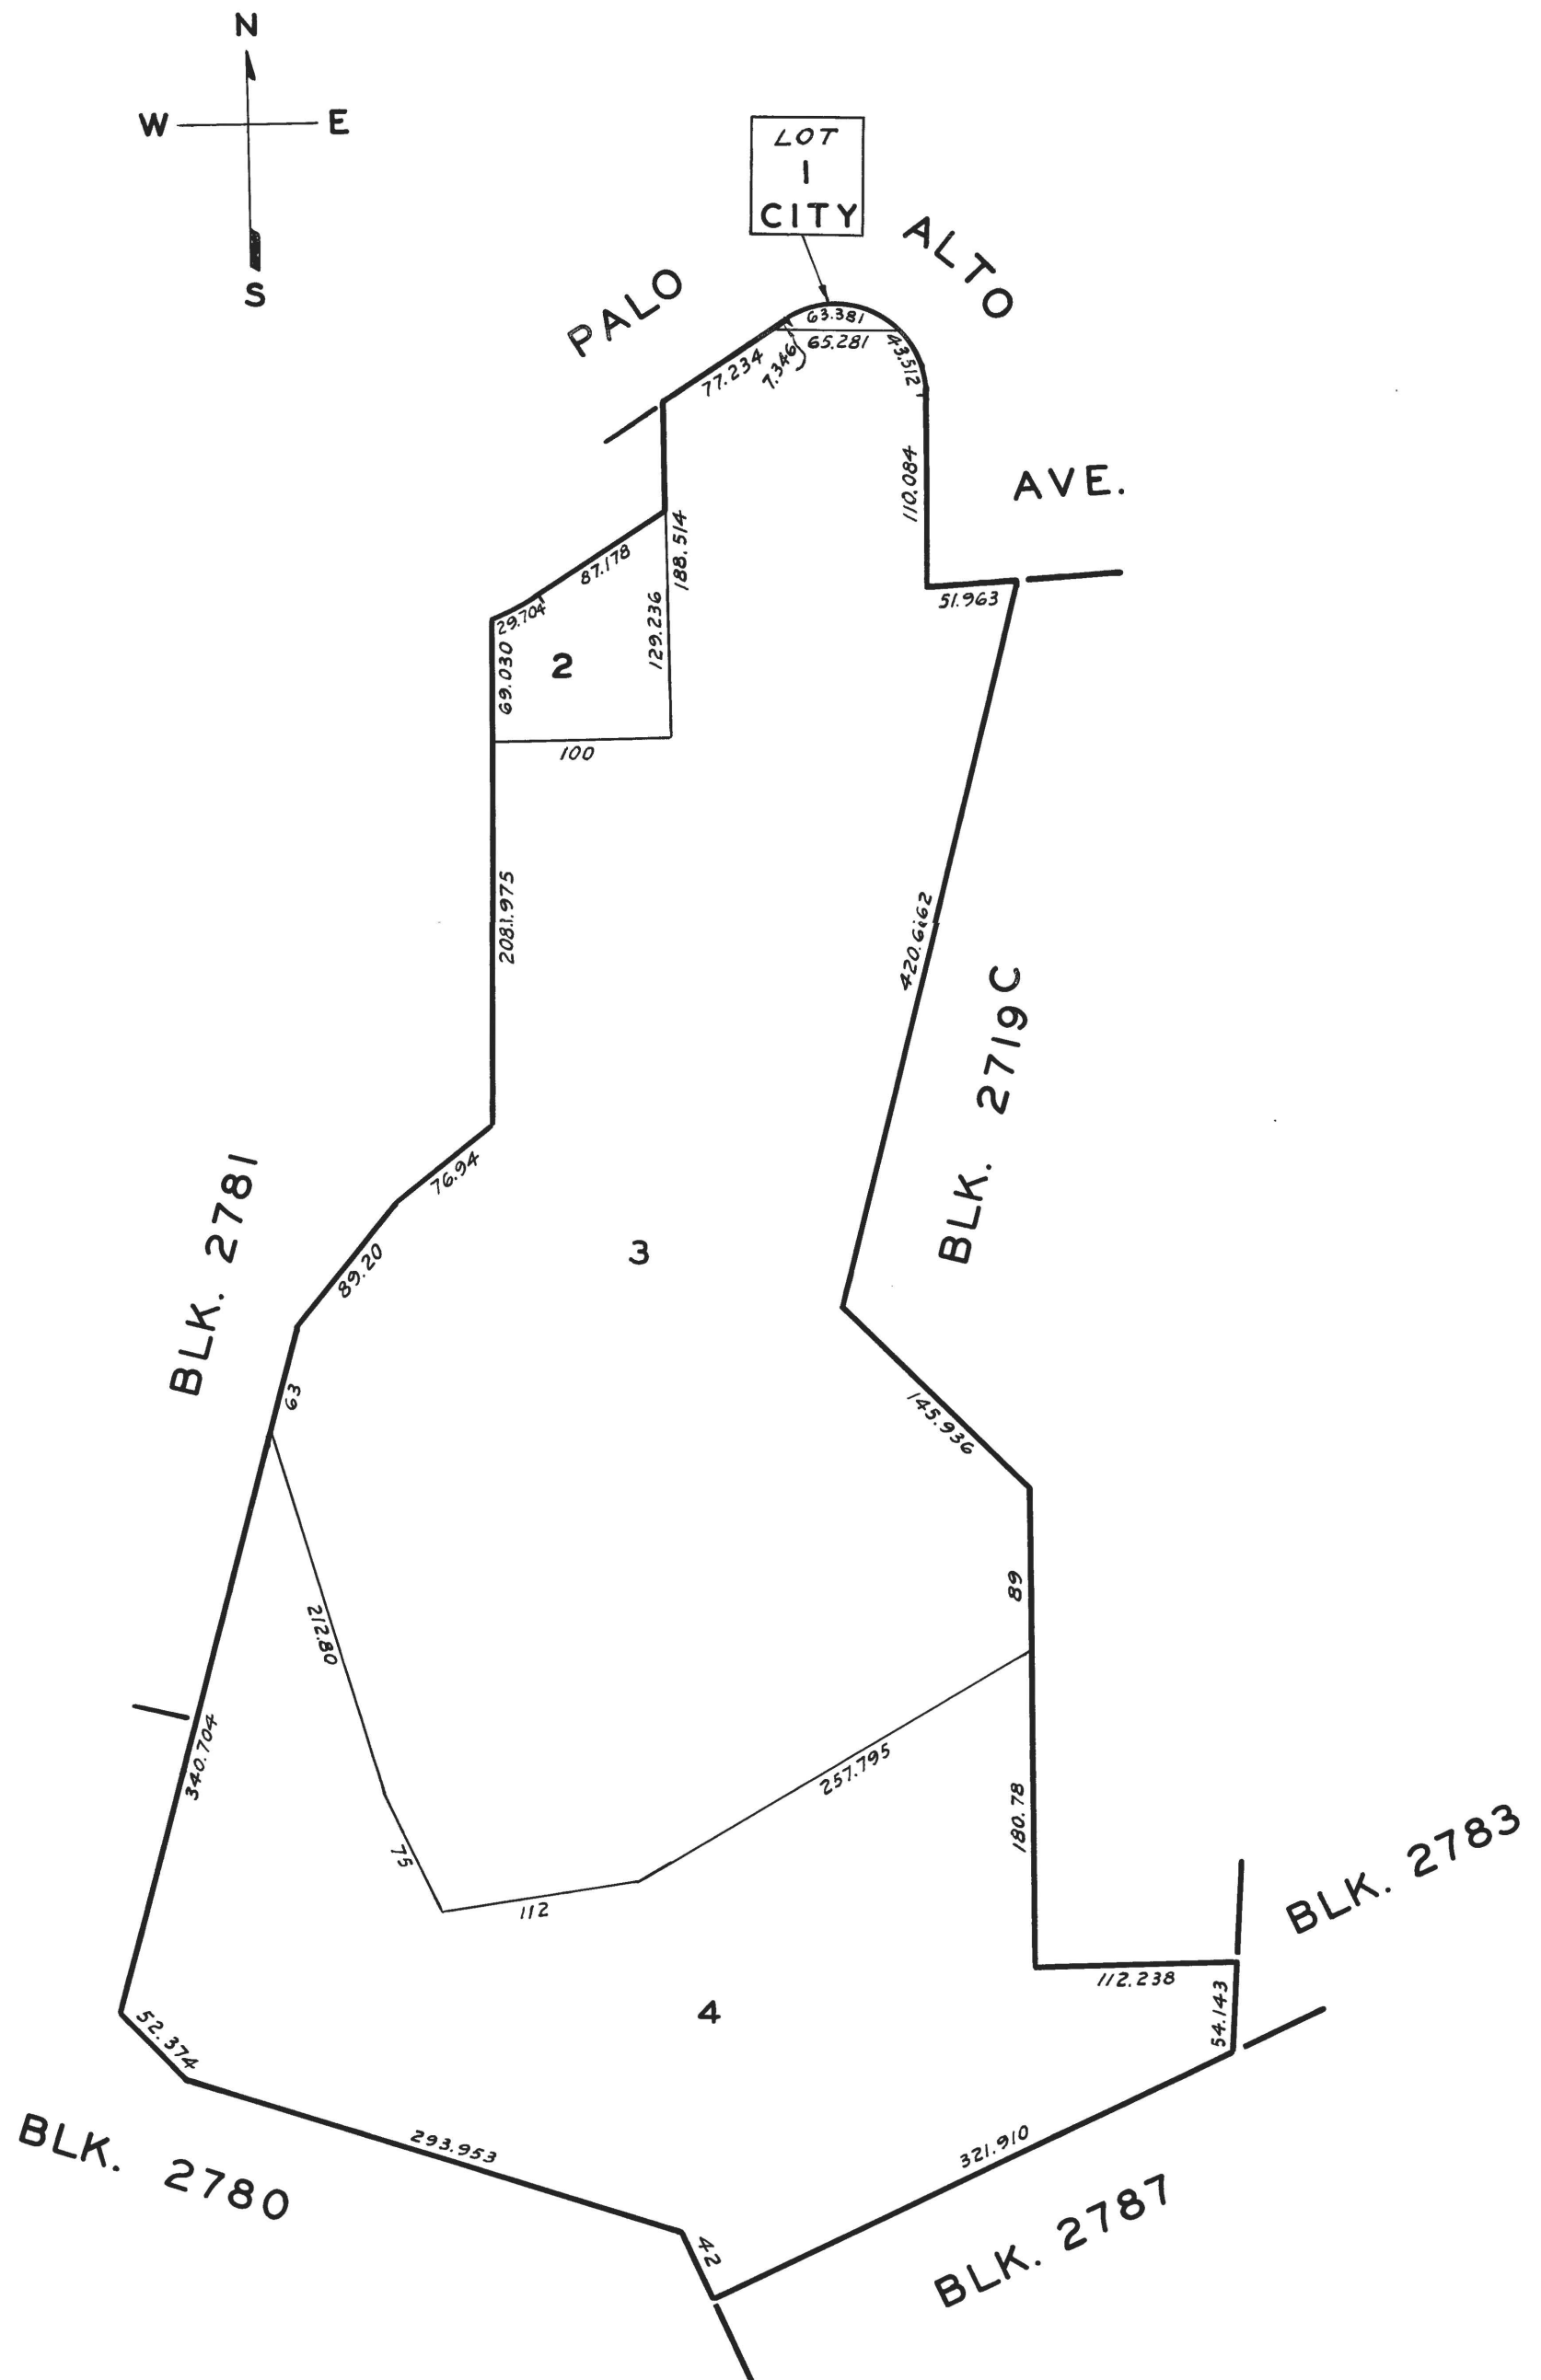 N
W E
S
LOT
1
CITY
PALO
ALTO
AVE.
63.381
65.281
43.512
77.234
7.346
110.084
51.963
188.514
129.236
87.178
29.704
69.030
2
100
208.1.975
420.6662
BLK. 2719C
76.94
89.20
63
BLK. 2781
3
145.936
89
212.80
340.704
257.795
180.78
75
112
BLK. 2783
112.238
54.143
4
52.374
293.953
BLK. 2780
321.910
42
BLK. 2787